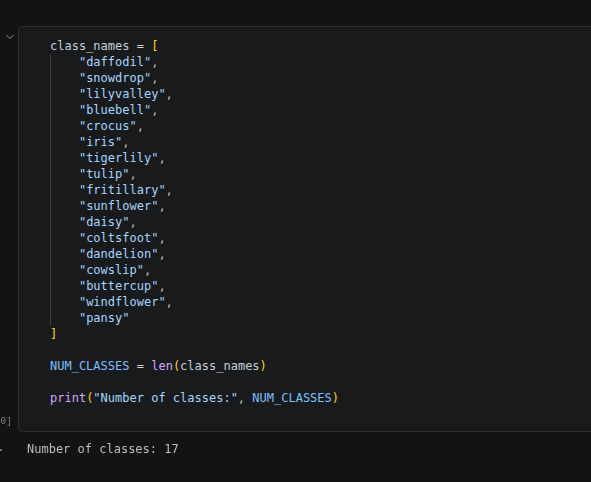 class_names = [
    "daffodil",
    "snowdrop",
    "lilyvalley",
    "bluebell",
    "crocus",
    "iris",
    "tigerlily",
    "tulip",
    "fritillary",
    "sunflower",
    "daisy",
    "coltsfoot",
    "dandelion",
    "cowslip",
    "buttercup",
    "windflower",
    "pansy"
]
NUM_CLASSES = len(class_names)
print("Number of classes:", NUM_CLASSES)
0]
Number of classes: 17